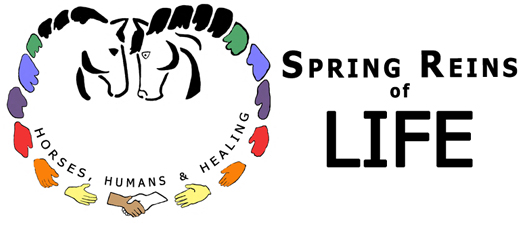 HORSES, HUMANS & HEALING
SPRING REINS
of
LIFE